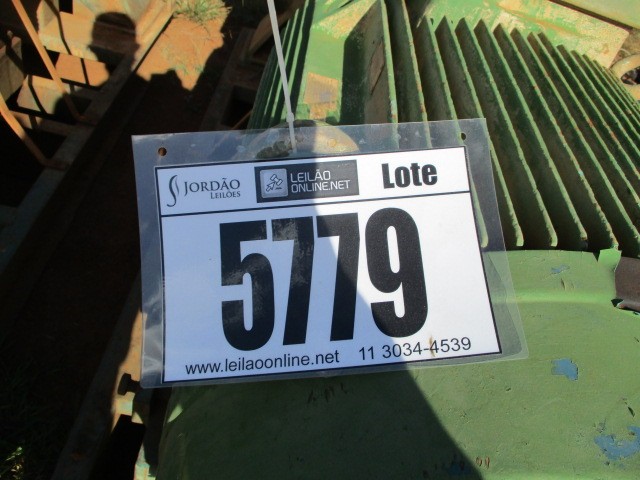 JORDÃO
LEILÕES
LEILÃO
ONLINE.NET
Lote
5779
www.leilaoonline.net 11 3034-4539